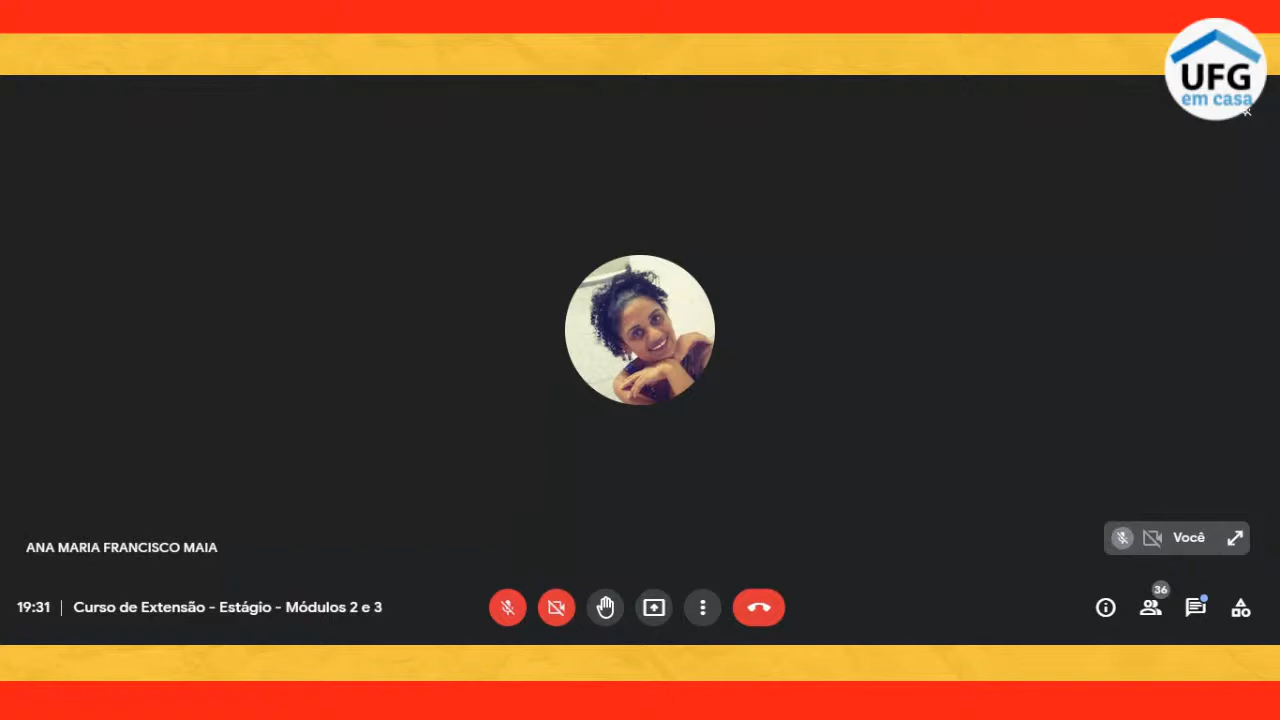 UFG
em casa
ANA MARIA FRANCISCO MAIA
Você
19:31 | Curso de Extensão - Estágio - Módulos 2 e 3
36